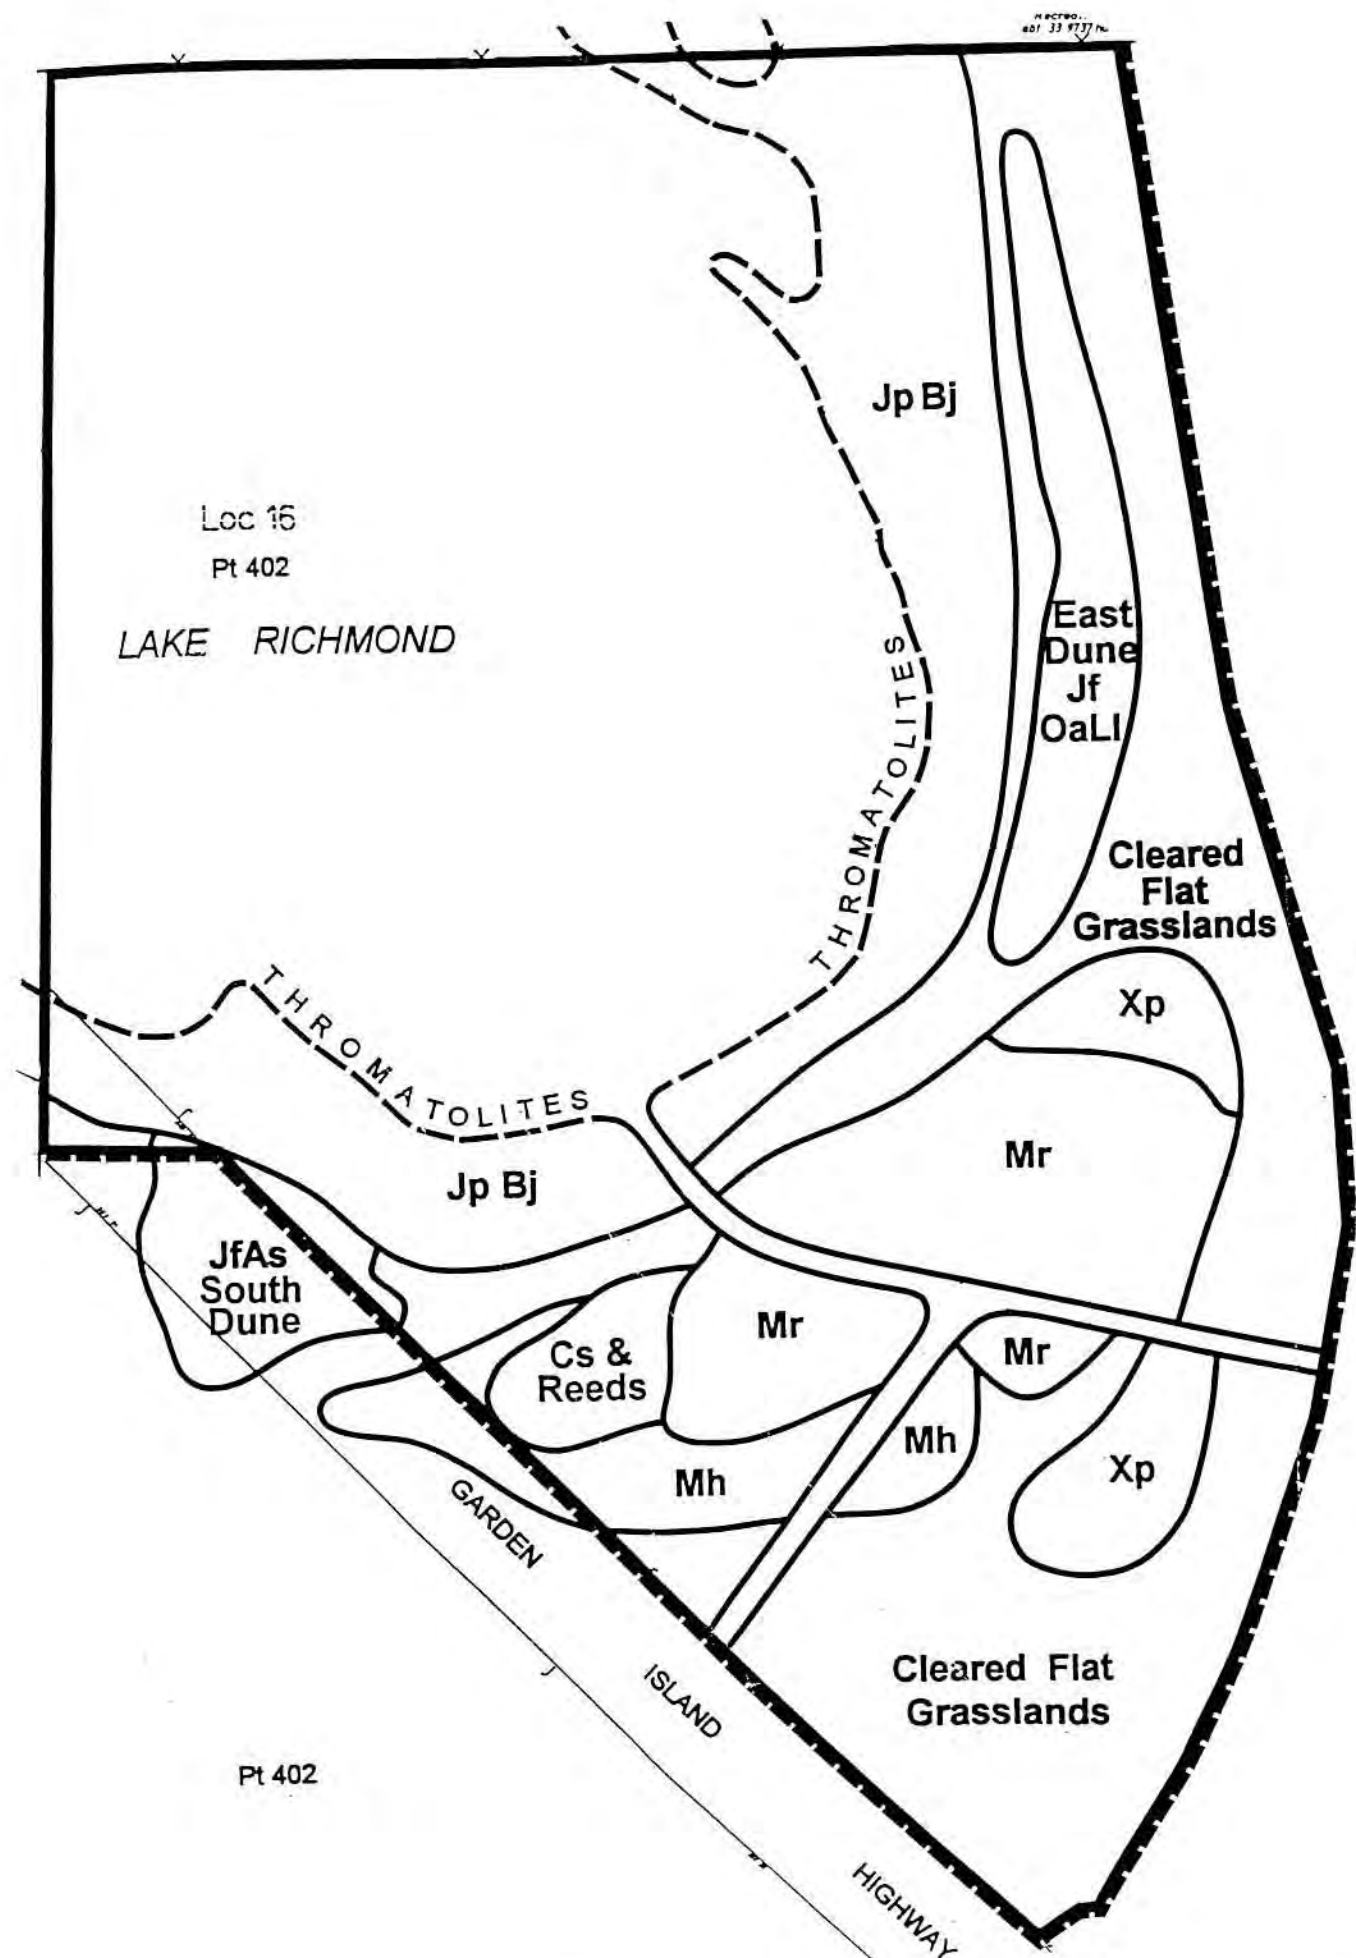 Jp Bj
Loc 16
Pt 402
LAKE RICHMOND
East
Dune
Jf
OaLl
THROMATOLITES
Cleared
Flat
Grasslands
Xp
THROMATOLITES
Mr
Jp Bj
JfAs
South
Dune
Mr
Mr
Cs &
Reeds
Mh
Mh
Xp
GARDEN
ISLAND
HIGHWAY
Cleared Flat
Grasslands
Pt 402